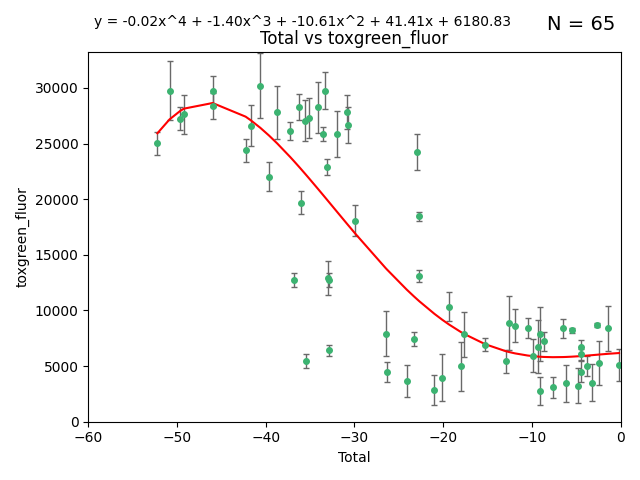 y = -0.02x^4 + -1.40x^3 + -10.61x^2 + 41.41x + 6180.83
N = 65
Total vs toxgreen_fluor
30000
25000
20000
15000
10000
5000
0
toxgreen_fluor
−60
−50
−40
−30
−20
−10
0
Total